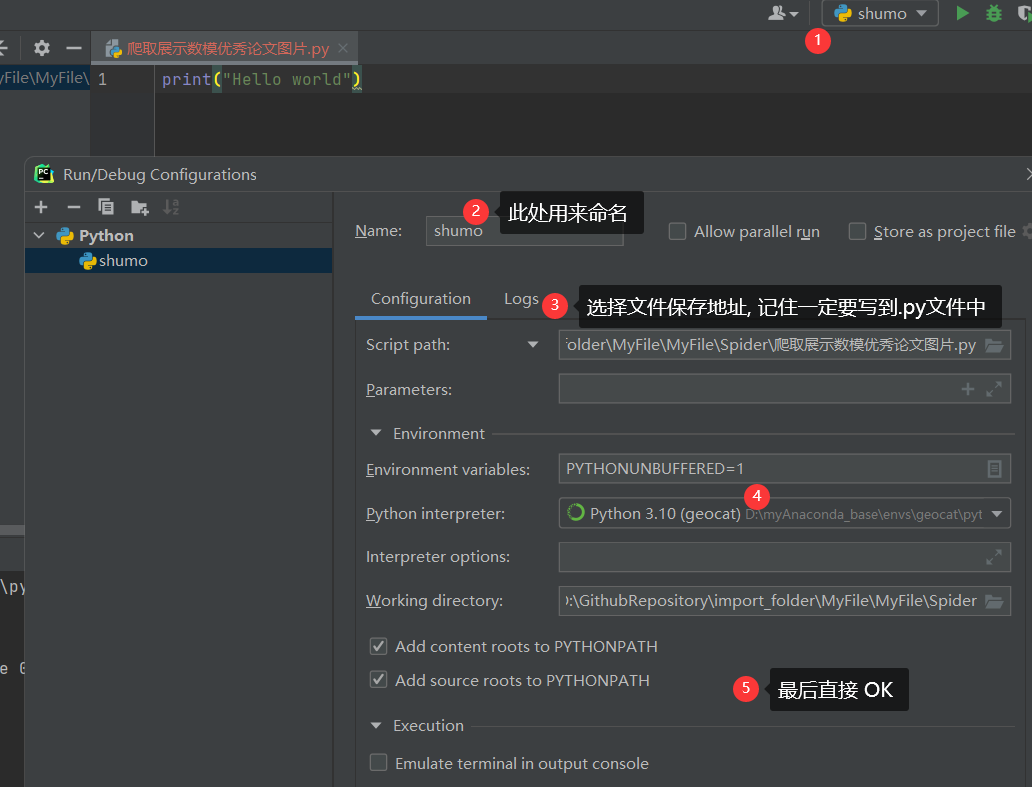 shumo
1
爬取展示数模优秀论文图片.py
yFile\MyFile\
1 print("Hello world")
Run/Debug Configurations
2 此处用来命名
Name: shumo
Allow parallel run
Store as project file
Python
shumo
Configuration
Logs
3 选择文件保存地址, 记住一定要写到.py文件中
Script path: older\MyFile\MyFile\Spider\爬取展示数模优秀论文图片.py
Parameters:
Environment
Environment variables: PYTHONUNBUFFERED=1
4
Python interpreter: Python 3.10 (geocat) D:\myAnaconda_base\envs\geocat\pyt
Interpreter options:
\py
Working directory: :\GithubRepository\import_folder\MyFile\MyFile\Spider
Add content roots to PYTHONPATH
e
Add source roots to PYTHONPATH
5 最后直接 OK
Execution
Emulate terminal in output console